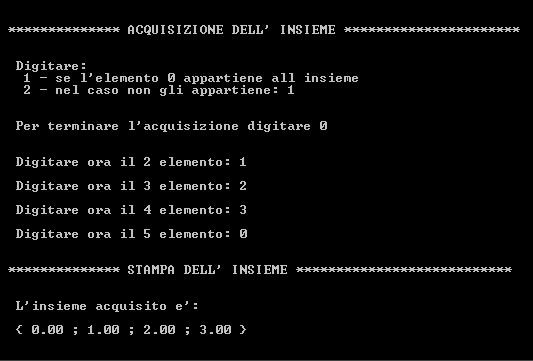 ************** ACQUISIZIONE DELL' INSIEME **********************
Digitare:
1 - se l'elemento 0 appartiene all insieme
2 - nel caso non gli appartiene: 1
Per terminare l'acquisizione digitare 0
Digitare ora il 2 elemento: 1
Digitare ora il 3 elemento: 2
Digitare ora il 4 elemento: 3
Digitare ora il 5 elemento: 0
************** STAMPA DELL' INSIEME ***************************
L'insieme acquisito e':
{ 0.00 ; 1.00 ; 2.00 ; 3.00 }